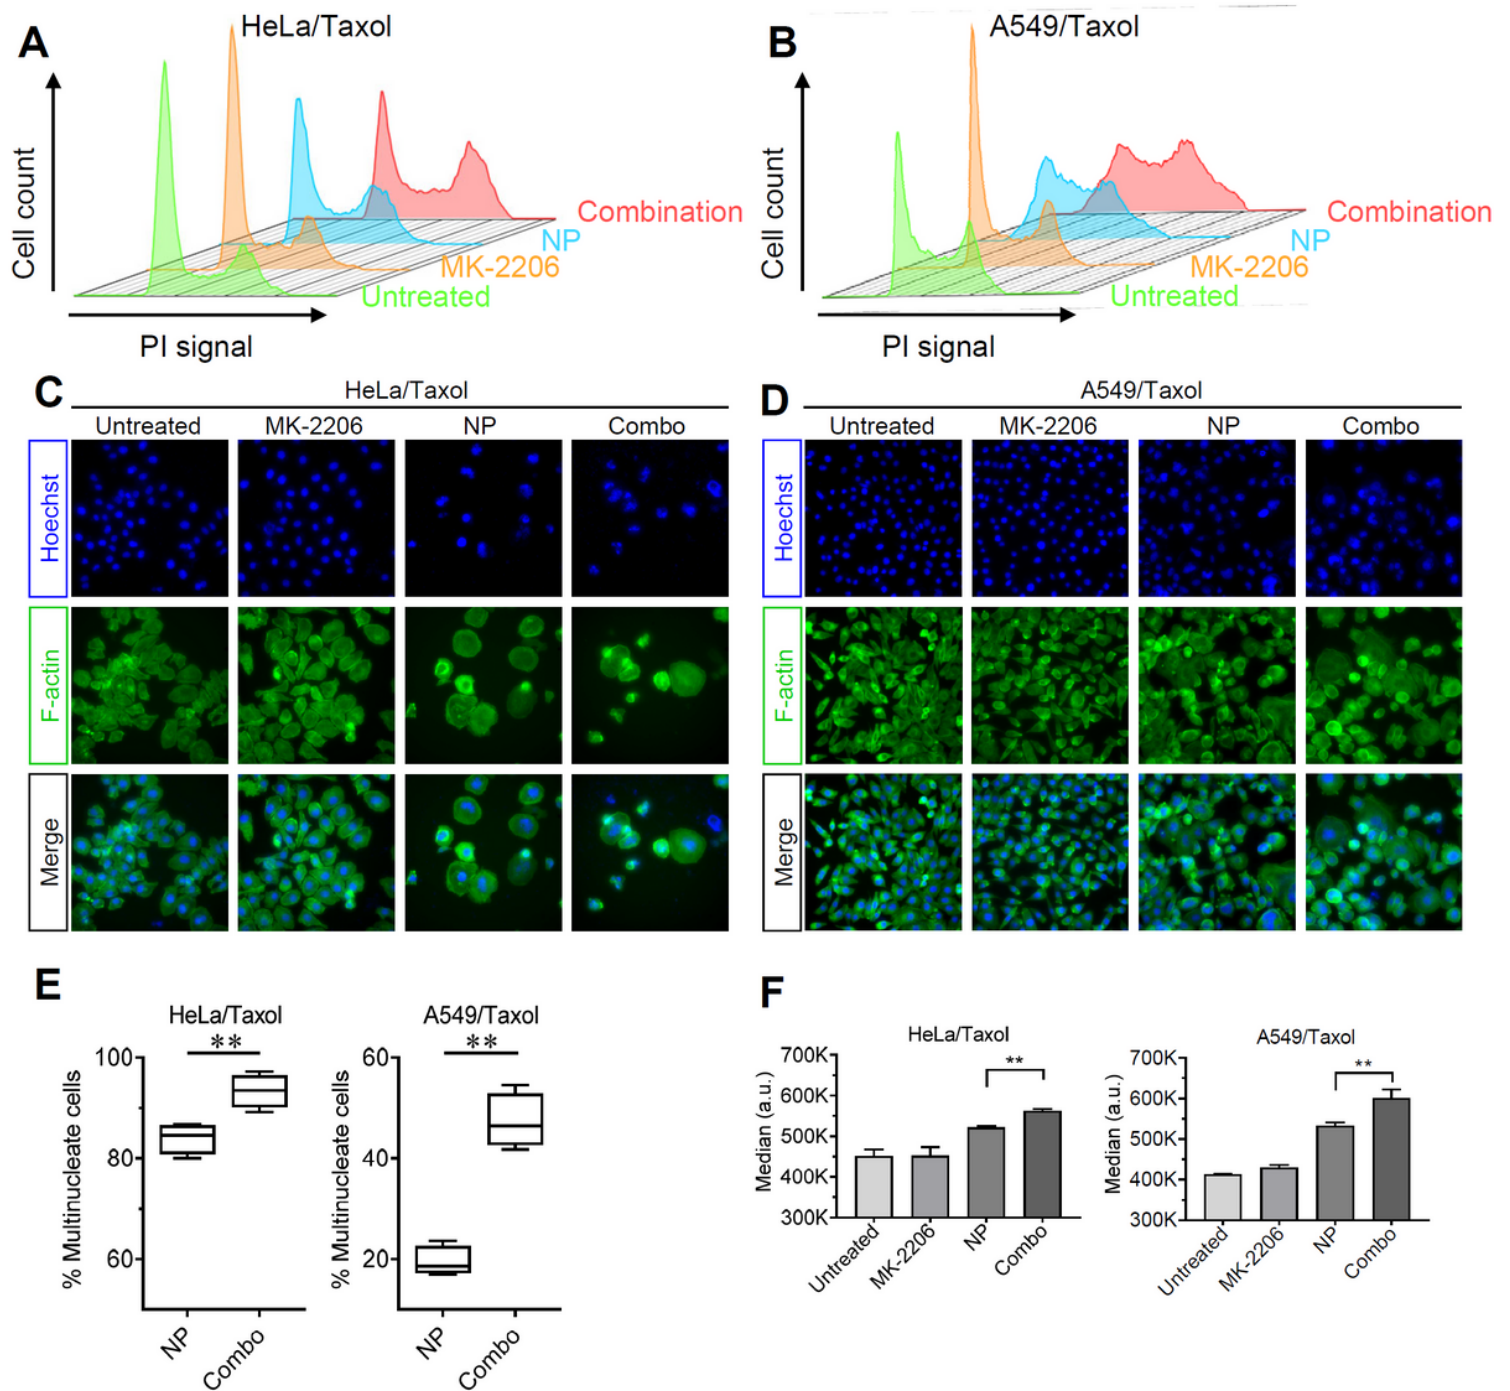 A
HeLa/Taxol
Cell count
Combination
NP
MK-2206
Untreated
PI signal
B
A549/Taxol
Cell count
Combination
NP
MK-2206
Untreated
PI signal
C
HeLa/Taxol
Untreated MK-2206 NP Combo
Hoechst
F-actin
Merge
D
A549/Taxol
Untreated MK-2206 NP Combo
Hoechst
F-actin
Merge
E
HeLa/Taxol
**
% Multinucleate cells
100
80
60
NP Combo
A549/Taxol
**
% Multinucleate cells
60
40
20
NP Combo
F
HeLa/Taxol
**
Median (a.u.)
700K
600K
500K
400K
300K
Untreated MK-2206 NP Combo
A549/Taxol
**
Median (a.u.)
700K
600K
500K
400K
300K
Untreated MK-2206 NP Combo